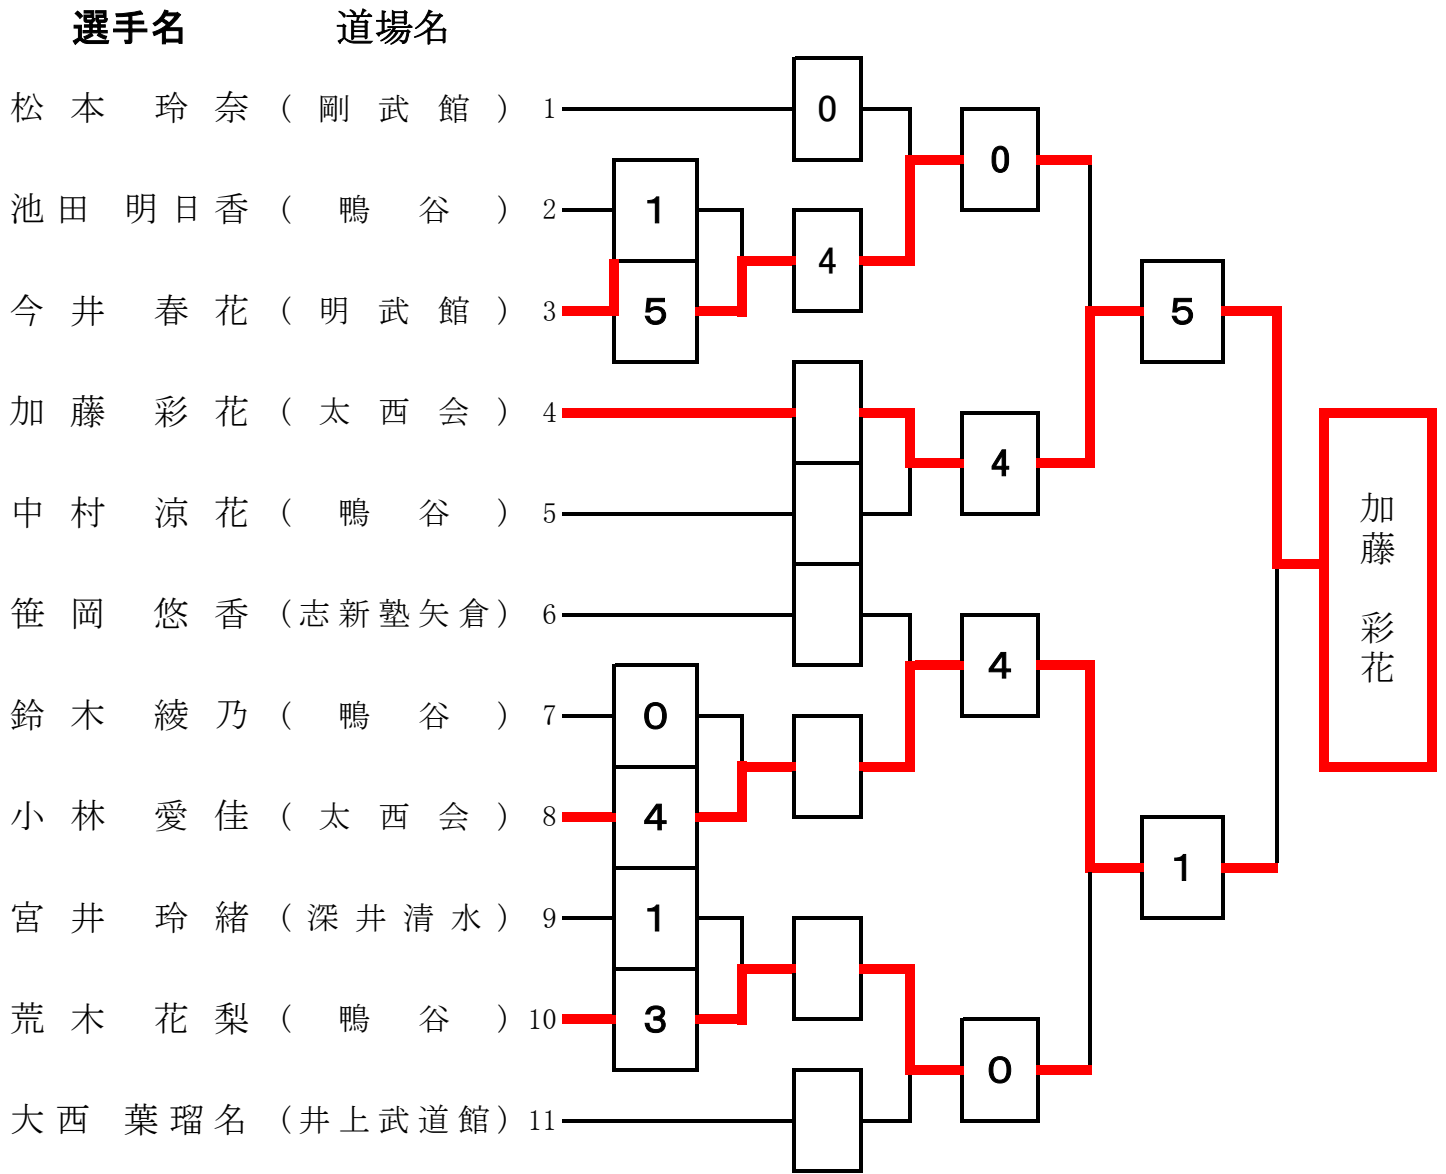 選手名 道場名
松本 玲奈 (剛武館) 1
0
0
池田 明日香 (鴨谷) 2
1
4
今井 春花 (明武館) 3
5
5
加藤 彩花 (太西会) 4
4
中村 涼花 (鴨谷) 5
加藤 彩花
笹岡 悠香 (志新塾矢倉) 6
4
鈴木 綾乃 (鴨谷) 7
0
小林 愛佳 (太西会) 8
4
1
宮井 玲緒 (深井清水) 9
1
荒木 花梨 (鴨谷) 10
3
0
大西 葉瑠名 (井上武道館) 11